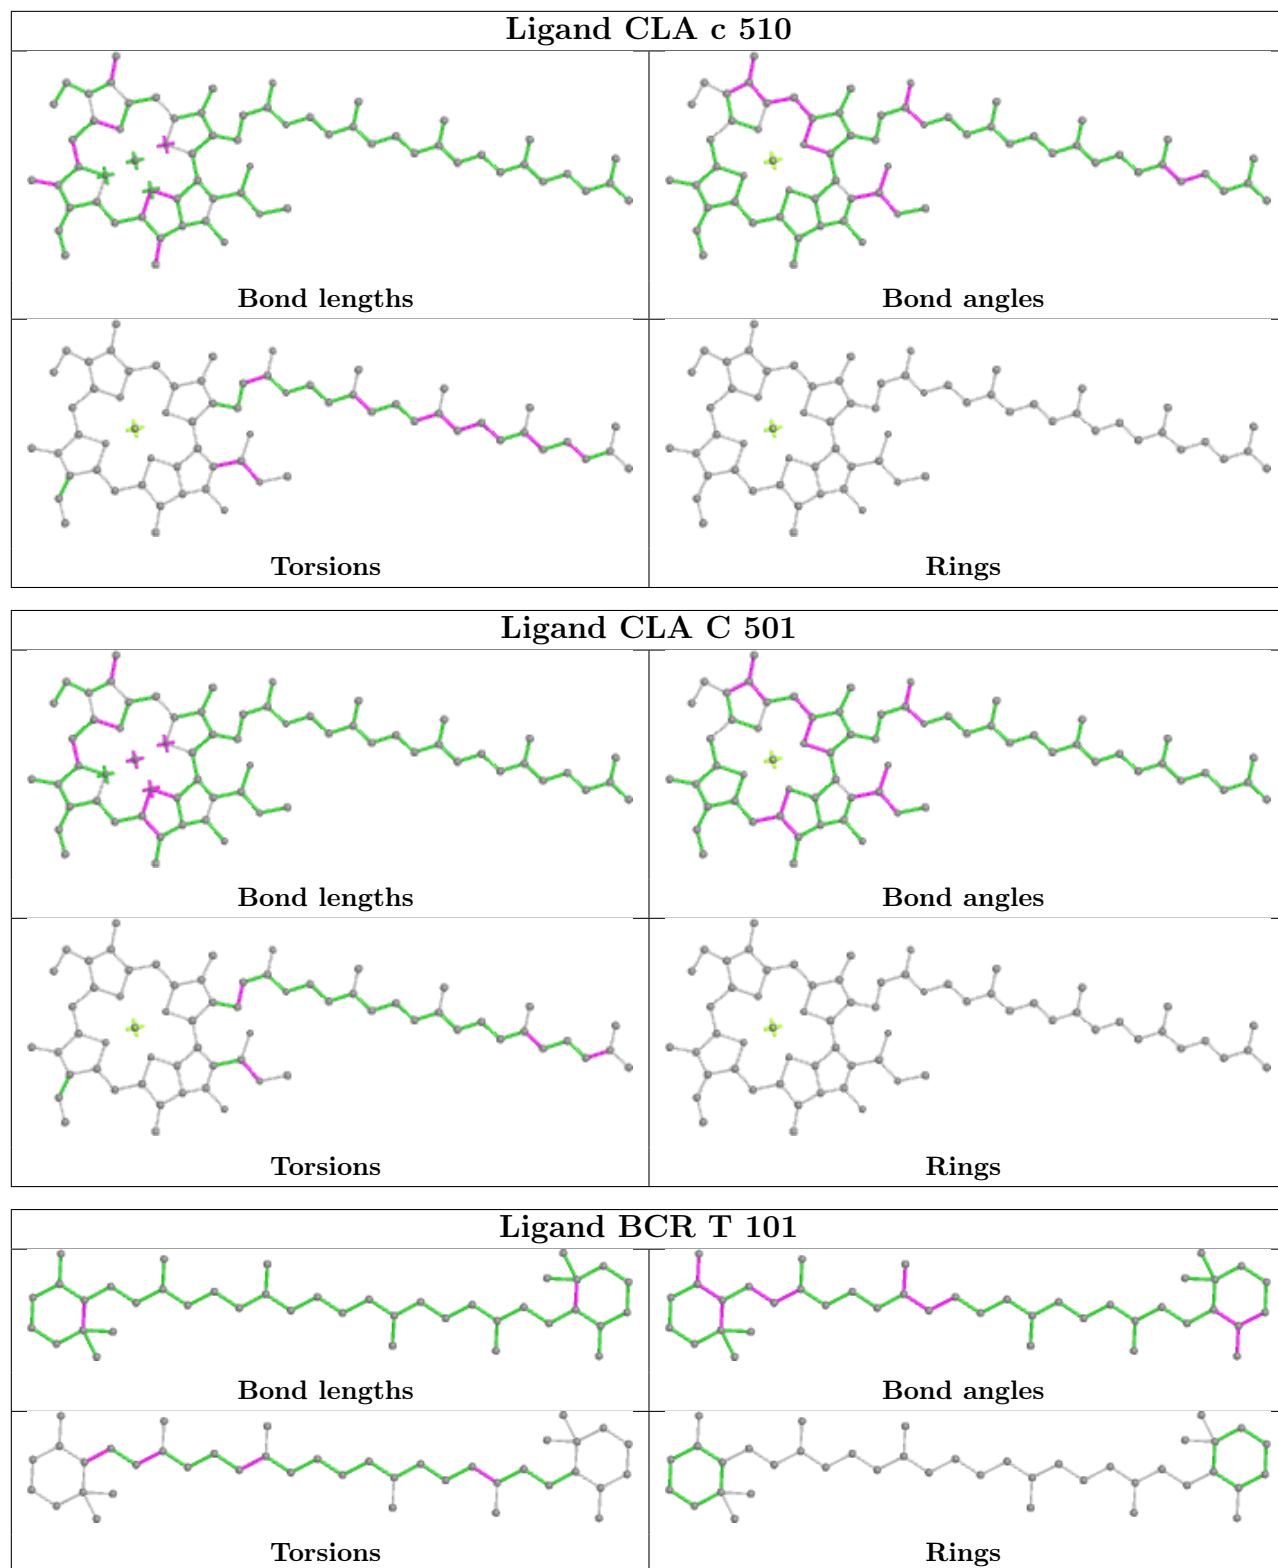 Ligand CLA c 510
Bond lengths
Bond angles
Torsions
Rings
Ligand CLA C 501
Bond lengths
Bond angles
Torsions
Rings
Ligand BCR T 101
Bond lengths
Bond angles
Torsions
Rings